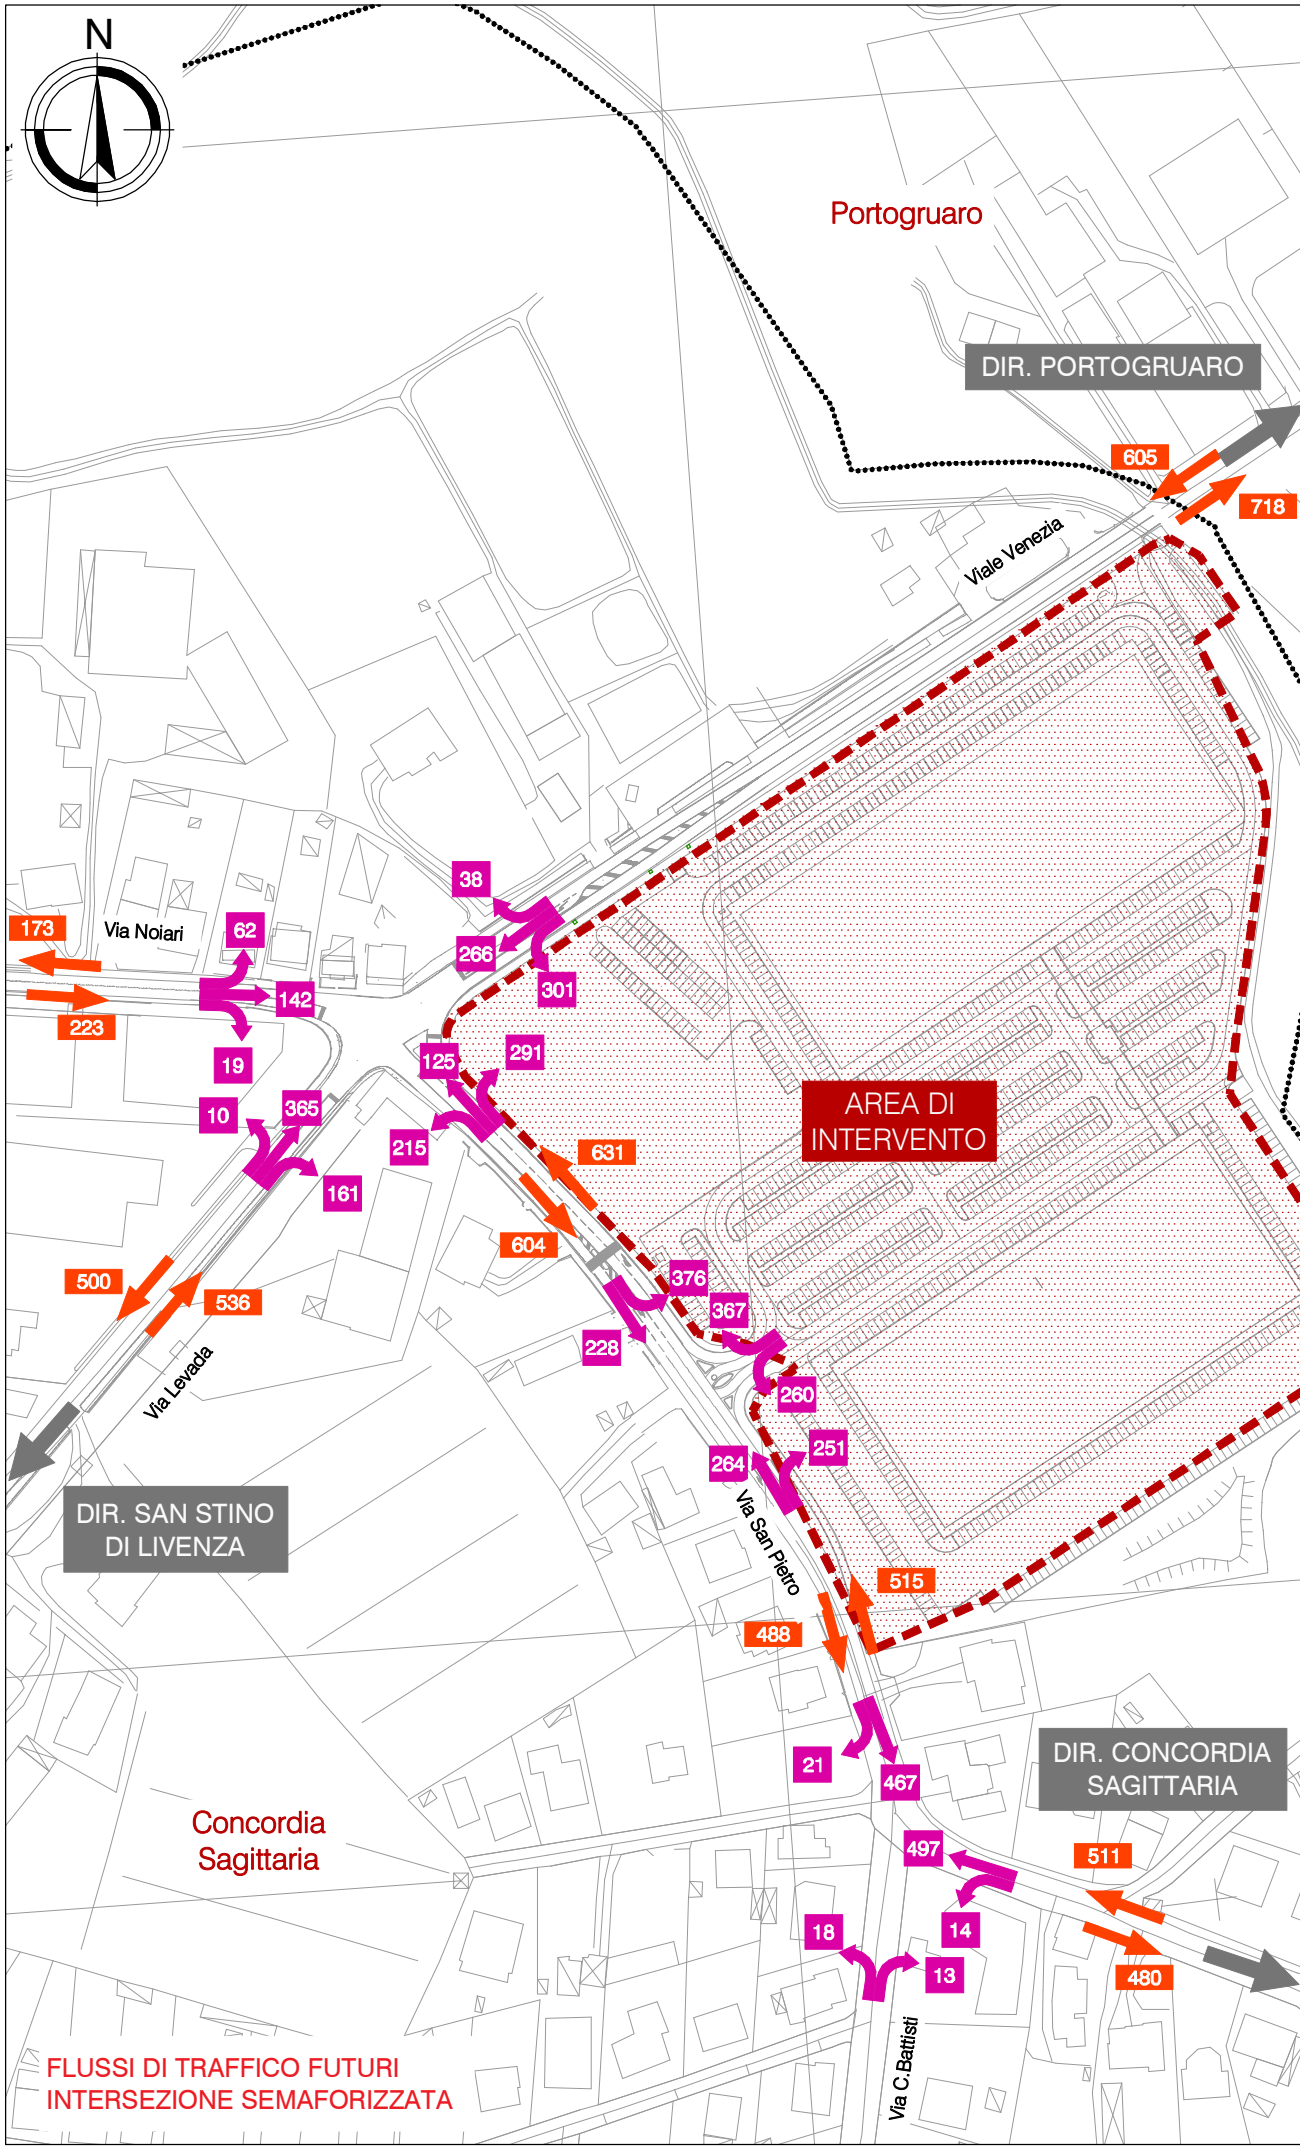 N
Portogruaro
DIR. PORTOGRUARO
605
718
Viale Venezia
38
173
Via Noiari
62
266
301
142
223
19
125
291
10
365
215
AREA DI
INTERVENTO
631
161
604
500
536
376
367
228
Via Levada
260
251
264
DIR. SAN STINO
DI LIVENZA
Via San Pietro
515
488
21
467
DIR. CONCORDIA
SAGITTARIA
Concordia
Sagittaria
497
511
18
14
13
480
Via C.Battisti
FLUSSI DI TRAFFICO FUTURI
INTERSEZIONE SEMAFORIZZATA